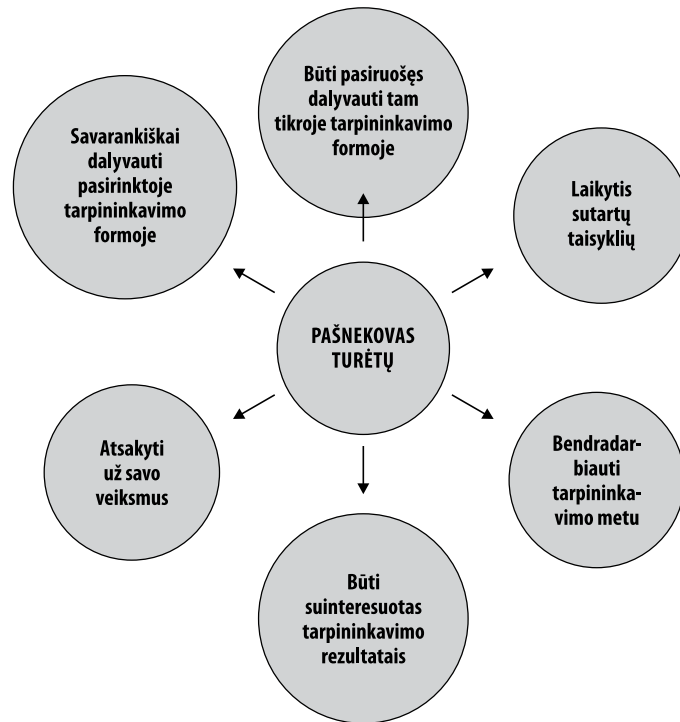 Būti pasiruošęs
dalyvauti tam
tikroje tarpininkavimo
formoje
Savarankiškai
dalyvauti
pasirinktoje
tarpininkavimo
formoje
Laikytis
sutartų
taisyklių
PAŠNEKOVAS
TURĖTŲ
Atsakyti
už savo
veiksmus
Bendradar-
biauti
tarpininka-
vimo metu
Būti
suinteresuotas
tarpininkavimo
rezultatais